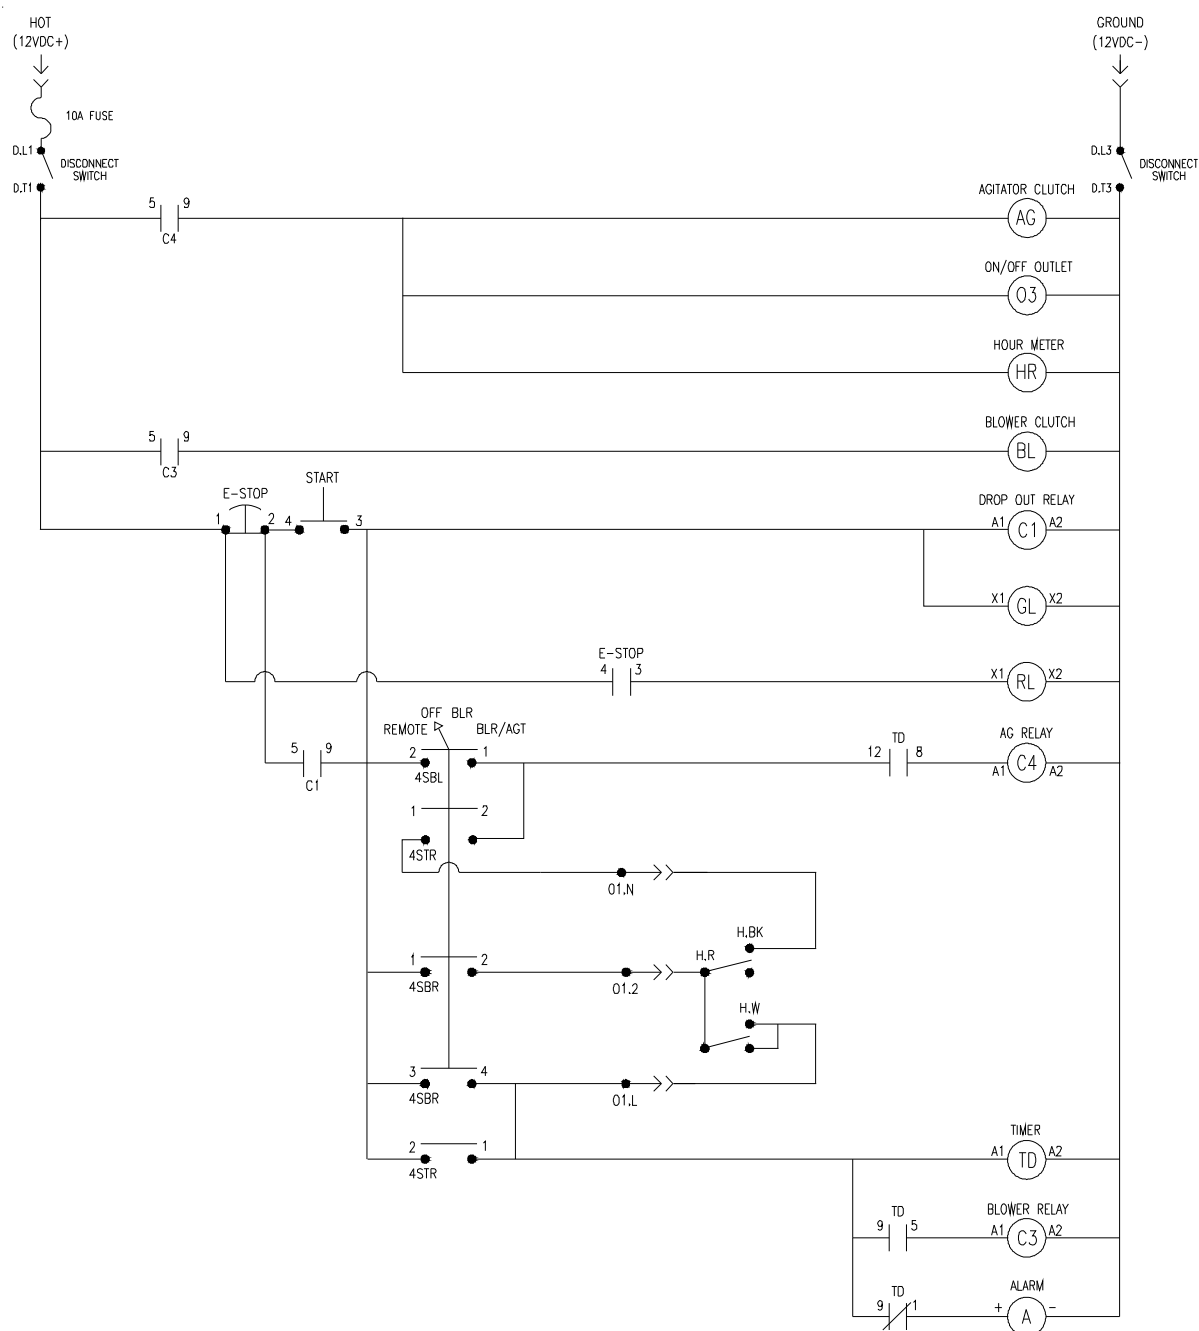 HOT
(12VDC+)
GROUND
(12VDC-)
10A FUSE
D.L1
DISCONNECT
SWITCH
D.T1
D.L3
DISCONNECT
SWITCH
D.T3
5 9
C4
AGITATOR CLUTCH
AG
ON/OFF OUTLET
O3
HOUR METER
HR
5 9
C3
BLOWER CLUTCH
BL
E-STOP
START
1 2 4 3
DROP OUT RELAY
A1 C1 A2
X1 GL X2
E-STOP
4 3
X1 RL X2
OFF BLR
REMOTE BLR/AGT
5 9
C1
2 1
4SBL
TD
12 8
AG RELAY
A1 C4 A2
1 2
4STR
O1.N
H.BK
H.R
1 2
4SBR
O1.2
H.W
3 4
4SBR
O1.L
2 1
4STR
TIMER
A1 TD A2
TD
9 5
BLOWER RELAY
A1 C3 A2
TD
9 1
ALARM
+ A -